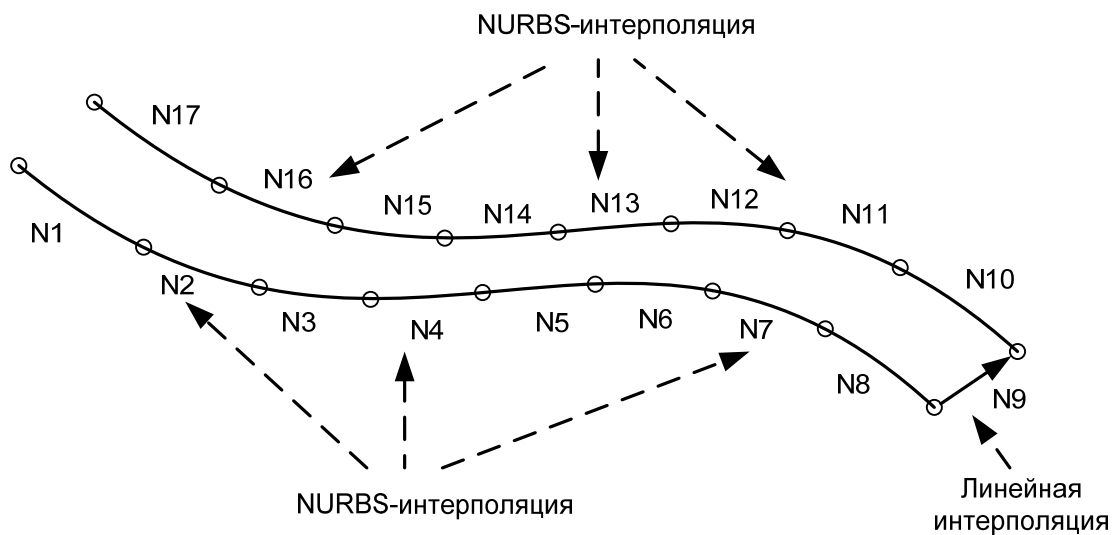 NURBS-интерполяция
N17
N16
N15
N14
N13
N12
N11
N10
N1
N2
N3
N4
N5
N6
N7
N8
N9
NURBS-интерполяция
Линейная
интерполяция